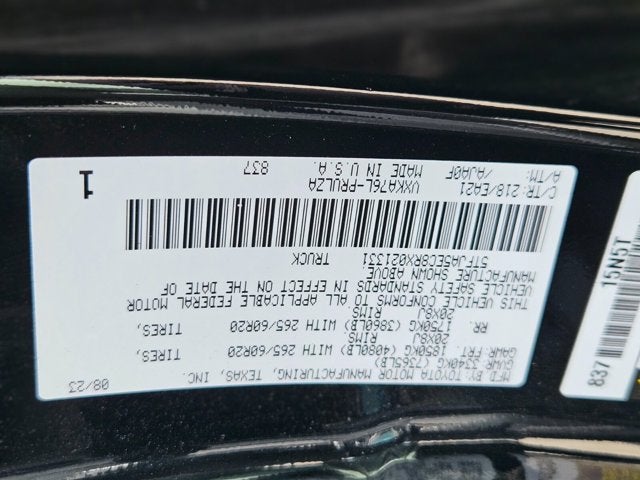 MFD BY: TOYOTA MOTOR MANUFACTURING, TEXAS, INC. 08/23
GVWR: 3340KG (7365LB)
GAWR: FRT. 1850KG (4080LB) WITH 265/60R20 TIRES,
20X8J RIMS
RR. 1750KG (3860LB) WITH 265/60R20 TIRES,
20X8J RIMS
THIS VEHICLE CONFORMS TO ALL APPLICABLE FEDERAL MOTOR
VEHICLE SAFETY STANDARDS IN EFFECT ON THE DATE OF
MANUFACTURE SHOWN ABOVE.
5TFJA5EC8RX021331 TRUCK
C/TR: 218/EA21 VXKA76L-PRULZA 837 1
/AJA0F MADE IN U.S.A.
A/TM:
837
15N5T